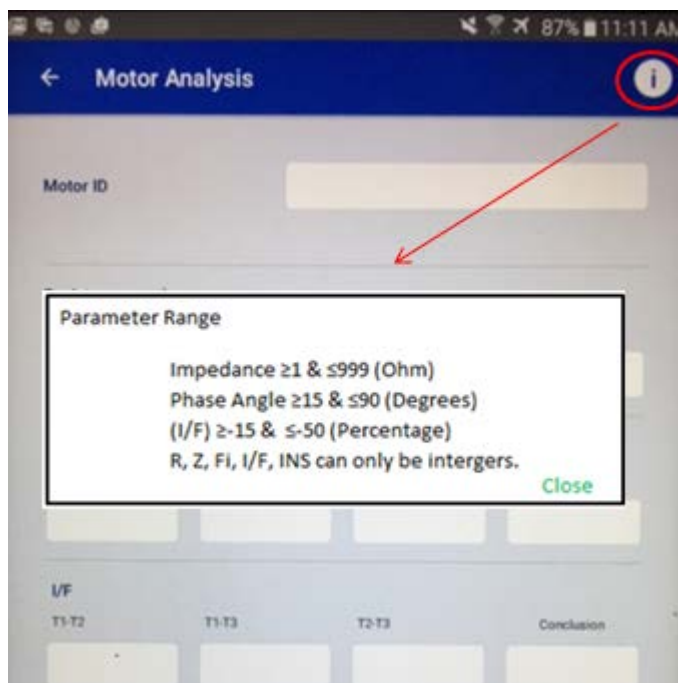 87% 11:11 AM
← Motor Analysis i
Motor ID
Parameter Range
Impedance ≥1 & ≤999 (Ohm)
Phase Angle ≥15 & ≤90 (Degrees)
(I/F) ≥-15 & ≤-50 (Percentage)
R, Z, Fi, I/F, INS can only be intergers.
Close
I/F
T1-T2 T1-T3 T2-T3 Conclusion